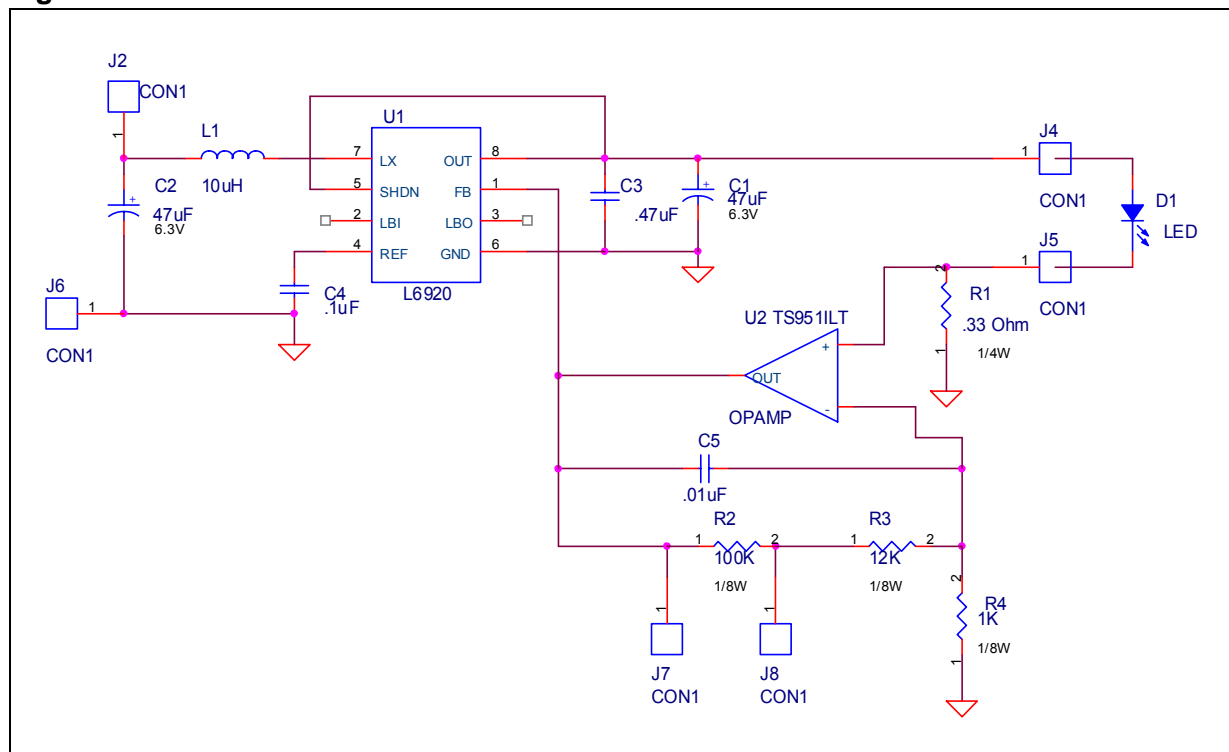 J2
CON1
1
L1
10uH
C2
+
47uF
6.3V
J6
1
CON1
C4
.1uF
U1
7 LX OUT 8
5 SHDN FB 1
2 LBI LBO 3
4 REF GND 6
L6920
C3
.47uF
C1
+
47uF
6.3V
J4
1
CON1
D1
LED
J5
1
CON1
2
R1
.33 Ohm
1
1/4W
U2 TS951ILT
+
OUT
-
OPAMP
C5
.01uF
R2
1 2
100K
1/8W
R3
1 2
12K
1/8W
2
R4
1K
1/8W
1
1
J7
CON1
1
J8
CON1